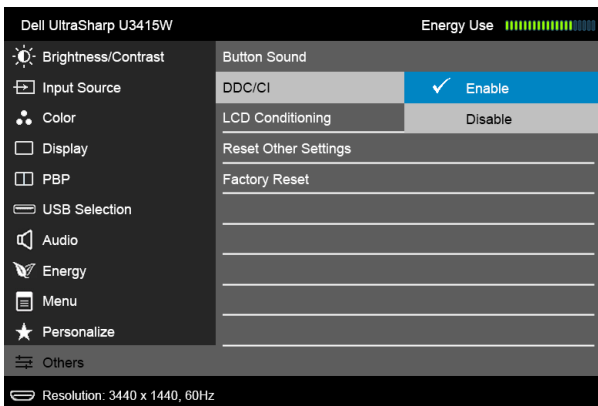 Dell UltraSharp U3415W
Energy Use
Brightness/Contrast
Input Source
Color
Display
PBP
USB Selection
Audio
Energy
Menu
Personalize
Others
Button Sound
DDC/CI
LCD Conditioning
Reset Other Settings
Factory Reset
Enable
Disable
Resolution: 3440 x 1440, 60Hz